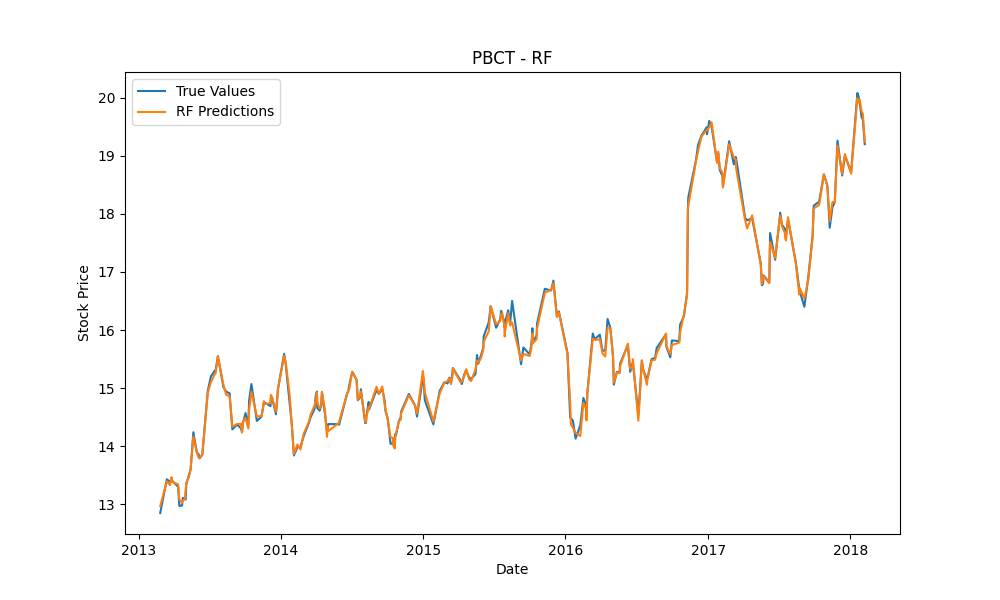 PBCT - RF
True Values
RF Predictions
Stock Price
20
19
18
17
16
15
14
13
2013
2014
2015
2016
2017
2018
Date